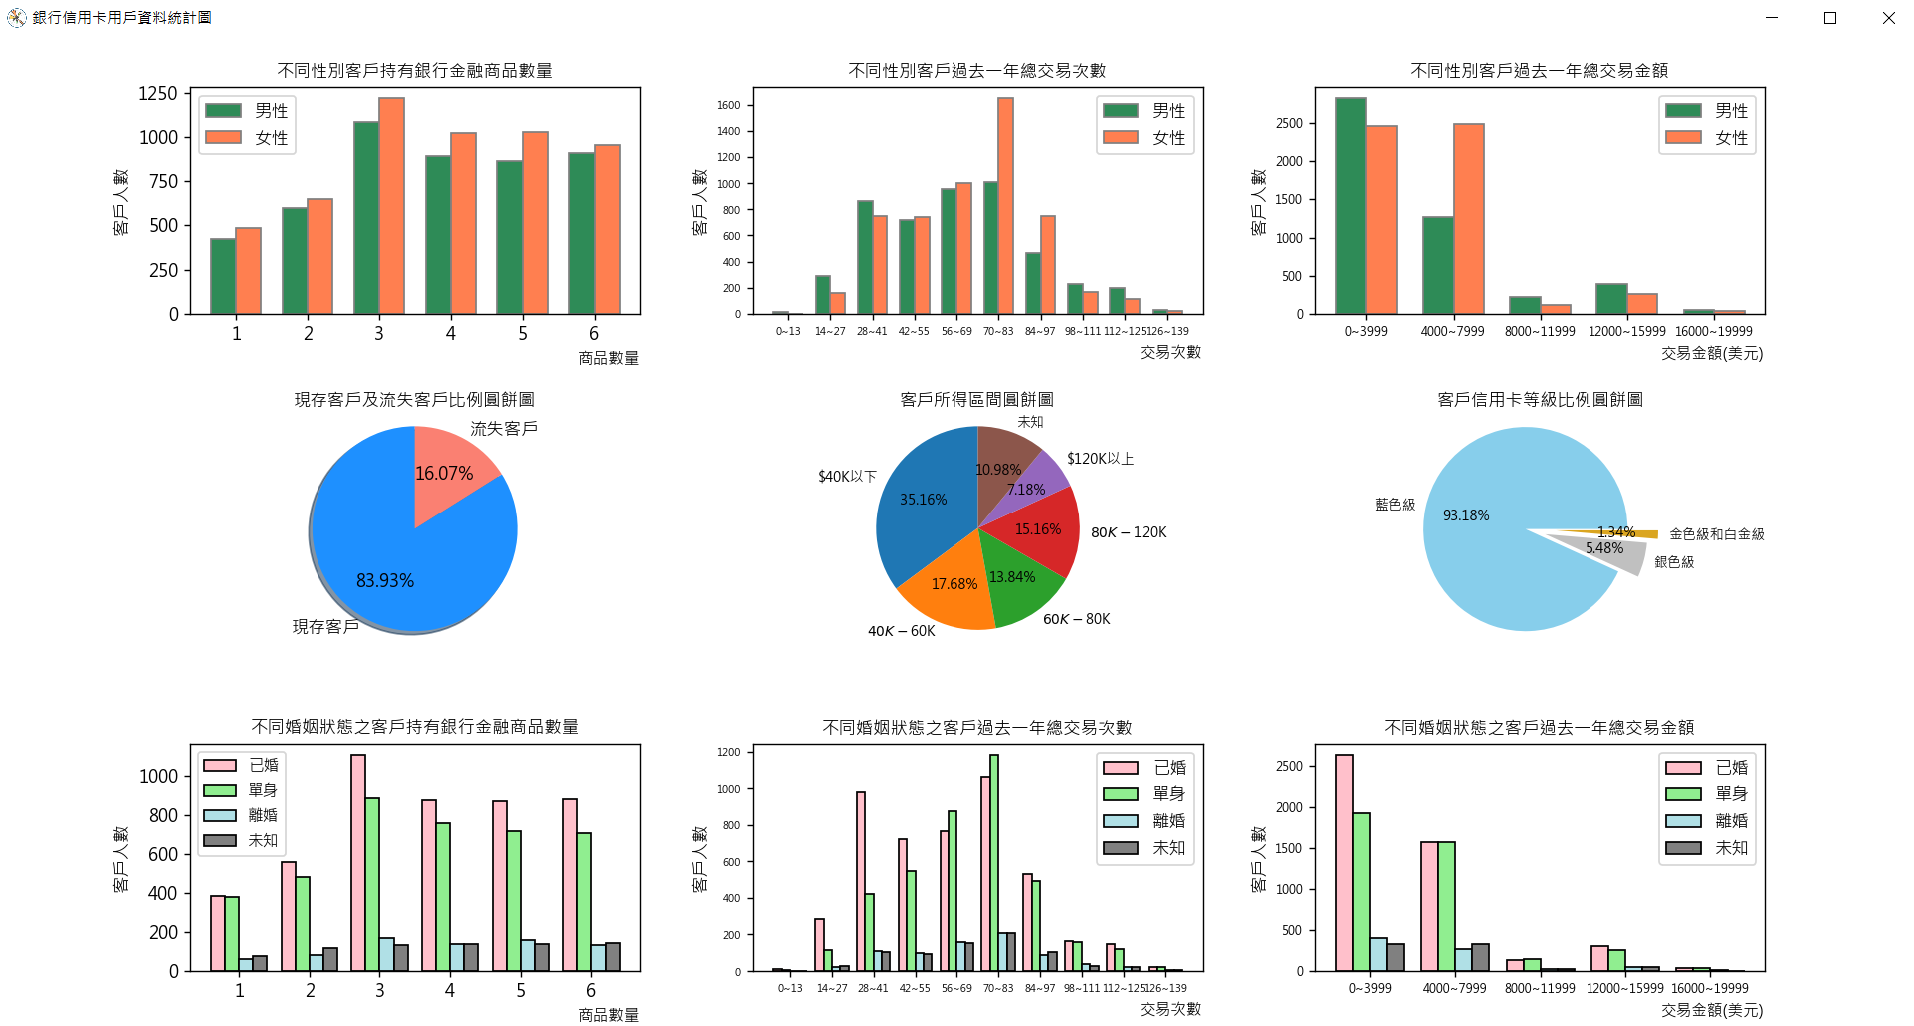 銀行信用卡用戶資料統計圖
不同性別客戶持有銀行金融商品數量
男性
女性
1250
1000
750
500
250
0
客戶人數
1 2 3 4 5 6
商品數量
不同性別客戶過去一年總交易次數
男性
女性
1600
1400
1200
1000
800
600
400
200
0
客戶人數
0~13 14~27 28~41 42~55 56~69 70~83 84~97 98~111 112~125 126~139
交易次數
不同性別客戶過去一年總交易金額
男性
女性
2500
2000
1500
1000
500
0
客戶人數
0~3999 4000~7999 8000~11999 12000~15999 16000~19999
交易金額(美元)
現存客戶及流失客戶比例圓餅圖
流失客戶
16.07%
83.93%
現存客戶
客戶所得區間圓餅圖
未知
10.98%
$120K以上
7.18%
$40K以下
35.16%
15.16%
80K − 120K
17.68%
13.84%
60K − 80K
40K − 60K
客戶信用卡等級比例圓餅圖
藍色級
93.18%
1.34%
金色級和白金級
5.48%
銀色級
不同婚姻狀態之客戶持有銀行金融商品數量
已婚
單身
離婚
未知
1000
800
600
400
200
0
客戶人數
1 2 3 4 5 6
商品數量
不同婚姻狀態之客戶過去一年總交易次數
已婚
單身
離婚
未知
1200
1000
800
600
400
200
0
客戶人數
0~13 14~27 28~41 42~55 56~69 70~83 84~97 98~111 112~125 126~139
交易次數
不同婚姻狀態之客戶過去一年總交易金額
已婚
單身
離婚
未知
2500
2000
1500
1000
500
0
客戶人數
0~3999 4000~7999 8000~11999 12000~15999 16000~19999
交易金額(美元)